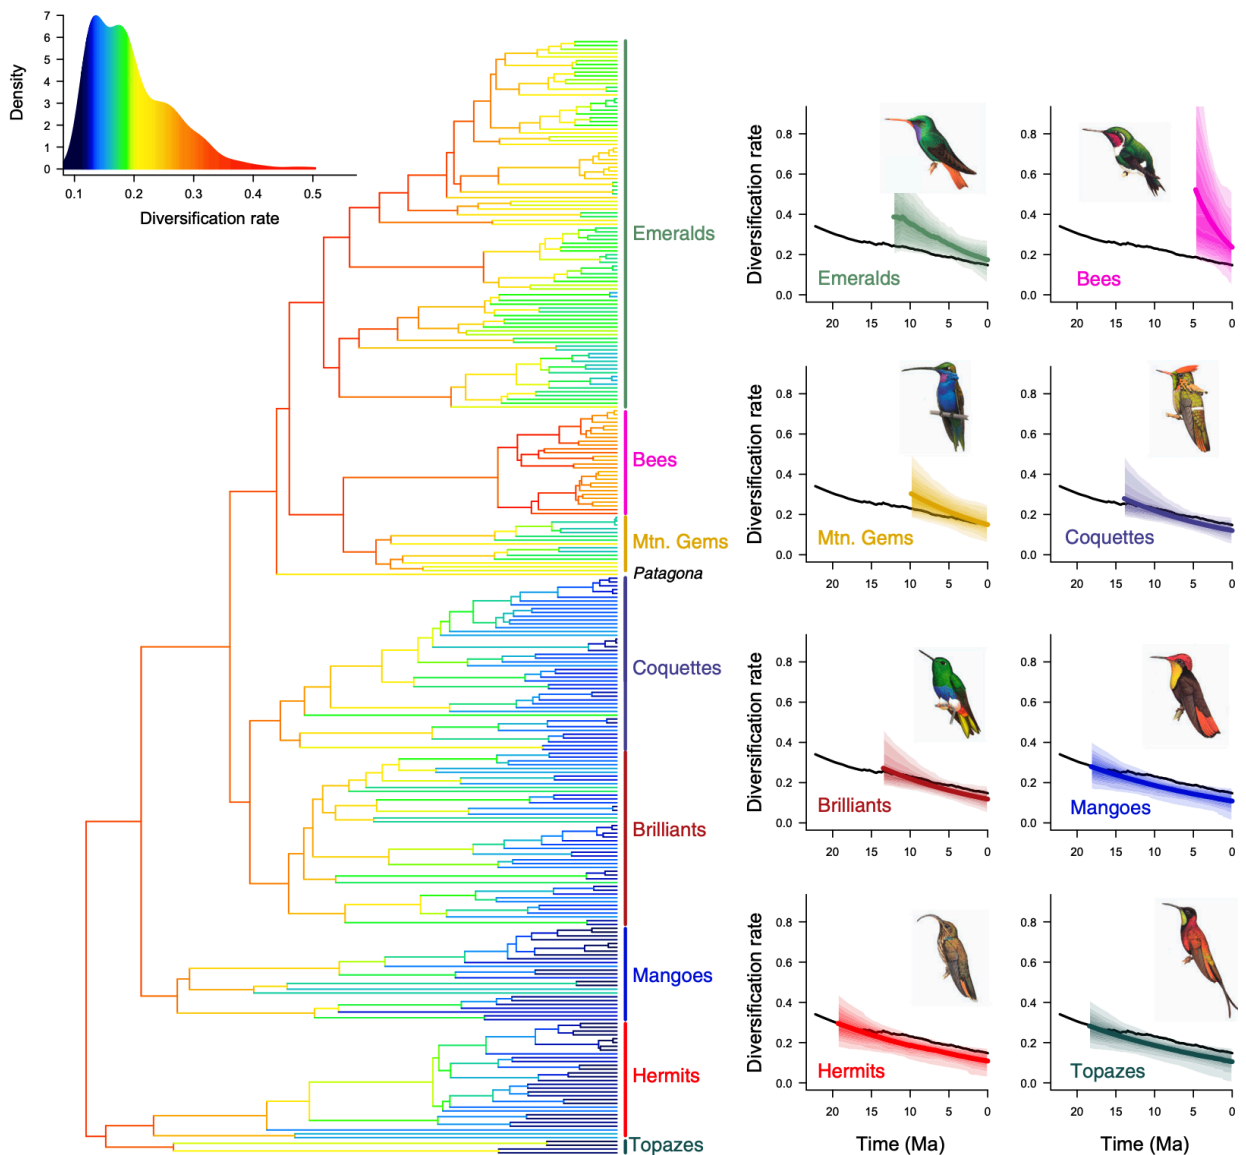 7
6
5
4
3
2
1
0
Density
0.1 0.2 0.3 0.4 0.5
Diversification rate
Emeralds
Bees
Mtn. Gems
Patagona
Coquettes
Brilliants
Mangoes
Hermits
Topazes
Diversification rate
0.8
0.6
0.4
0.2
0.0
Emeralds
20 15 10 5 0
0.8
0.6
0.4
0.2
0.0
Bees
20 15 10 5 0
Diversification rate
0.8
0.6
0.4
0.2
0.0
Mtn. Gems
20 15 10 5 0
0.8
0.6
0.4
0.2
0.0
Coquettes
20 15 10 5 0
Diversification rate
0.8
0.6
0.4
0.2
0.0
Brilliants
20 15 10 5 0
0.8
0.6
0.4
0.2
0.0
Mangoes
20 15 10 5 0
Diversification rate
0.8
0.6
0.4
0.2
0.0
Hermits
20 15 10 5 0
Time (Ma)
0.8
0.6
0.4
0.2
0.0
Topazes
20 15 10 5 0
Time (Ma)